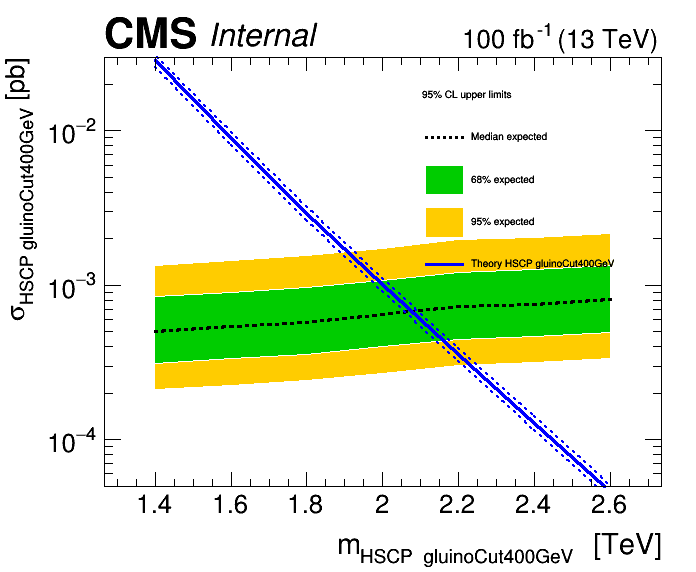 CMS Internal 100 fb⁻¹ (13 TeV)
σHSCP gluinoCut400GeV [pb]
95% CL upper limits
Median expected
68% expected
95% expected
Theory HSCP gluinoCut400GeV
10⁻²
10⁻³
10⁻⁴
1.4 1.6 1.8 2 2.2 2.4 2.6
mHSCP gluinoCut400GeV [TeV]